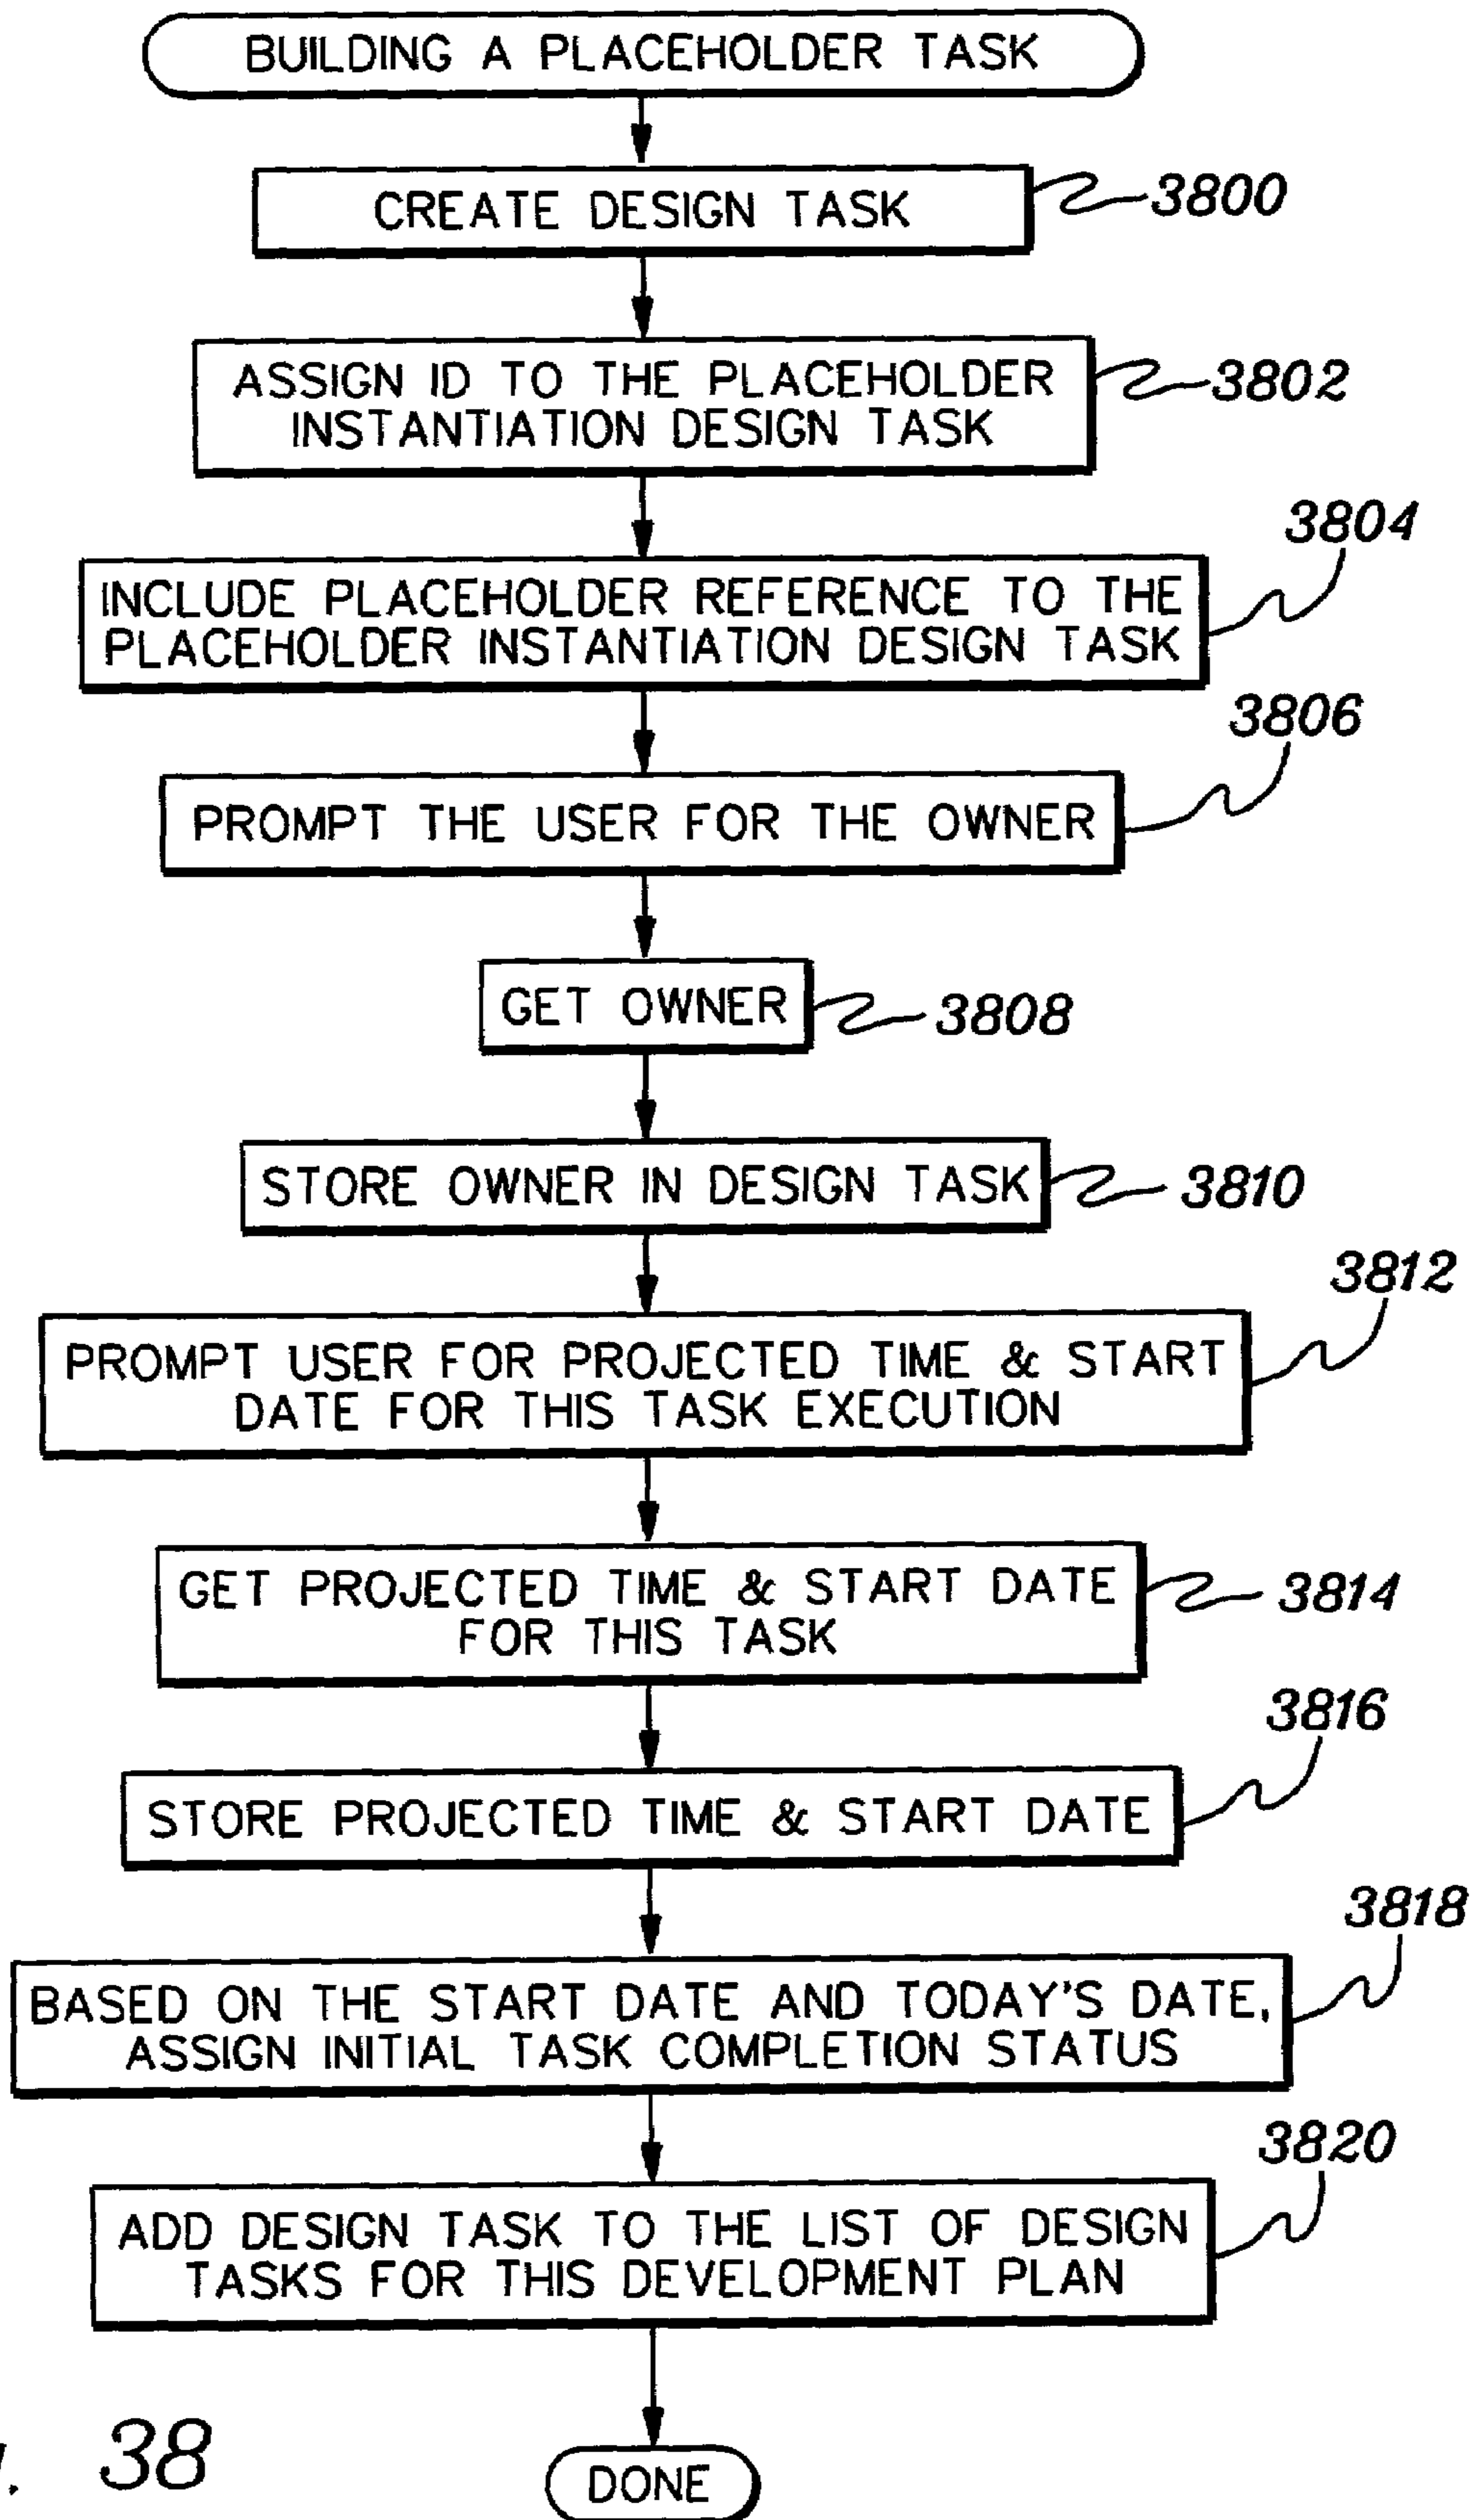 BUILDING A PLACEHOLDER TASK
CREATE DESIGN TASK
3800
ASSIGN ID TO THE PLACEHOLDER
INSTANTIATION DESIGN TASK
3802
3804
INCLUDE PLACEHOLDER REFERENCE TO THE
PLACEHOLDER INSTANTIATION DESIGN TASK
3806
PROMPT THE USER FOR THE OWNER
GET OWNER
3808
STORE OWNER IN DESIGN TASK
3810
3812
PROMPT USER FOR PROJECTED TIME & START
DATE FOR THIS TASK EXECUTION
GET PROJECTED TIME & START DATE
FOR THIS TASK
3814
3816
STORE PROJECTED TIME & START DATE
3818
BASED ON THE START DATE AND TODAY'S DATE,
ASSIGN INITIAL TASK COMPLETION STATUS
3820
ADD DESIGN TASK TO THE LIST OF DESIGN
TASKS FOR THIS DEVELOPMENT PLAN
38
DONE